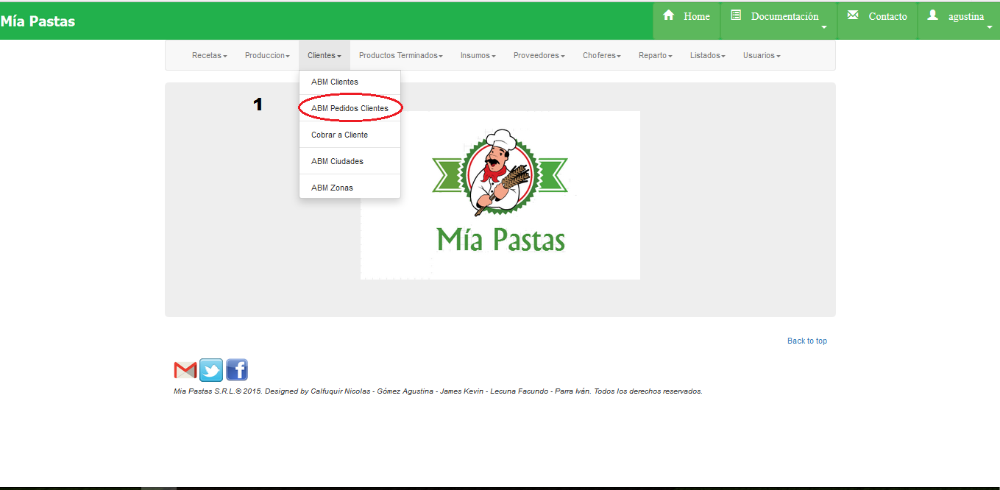 Mía Pastas
Home Documentación Contacto agustina
Recetas Produccion Clientes Productos Terminados Insumos Proveedores Choferes Reparto Listados Usuarios
ABM Clientes
1
ABM Pedidos Clientes
Cobrar a Cliente
ABM Ciudades
ABM Zonas
Mía Pastas
Back to top
Mia Pastas S.R.L.© 2015. Designed by Calfuquir Nicolas - Gómez Agustina - James Kevin - Lecuna Facundo - Parra Iván. Todos los derechos reservados.